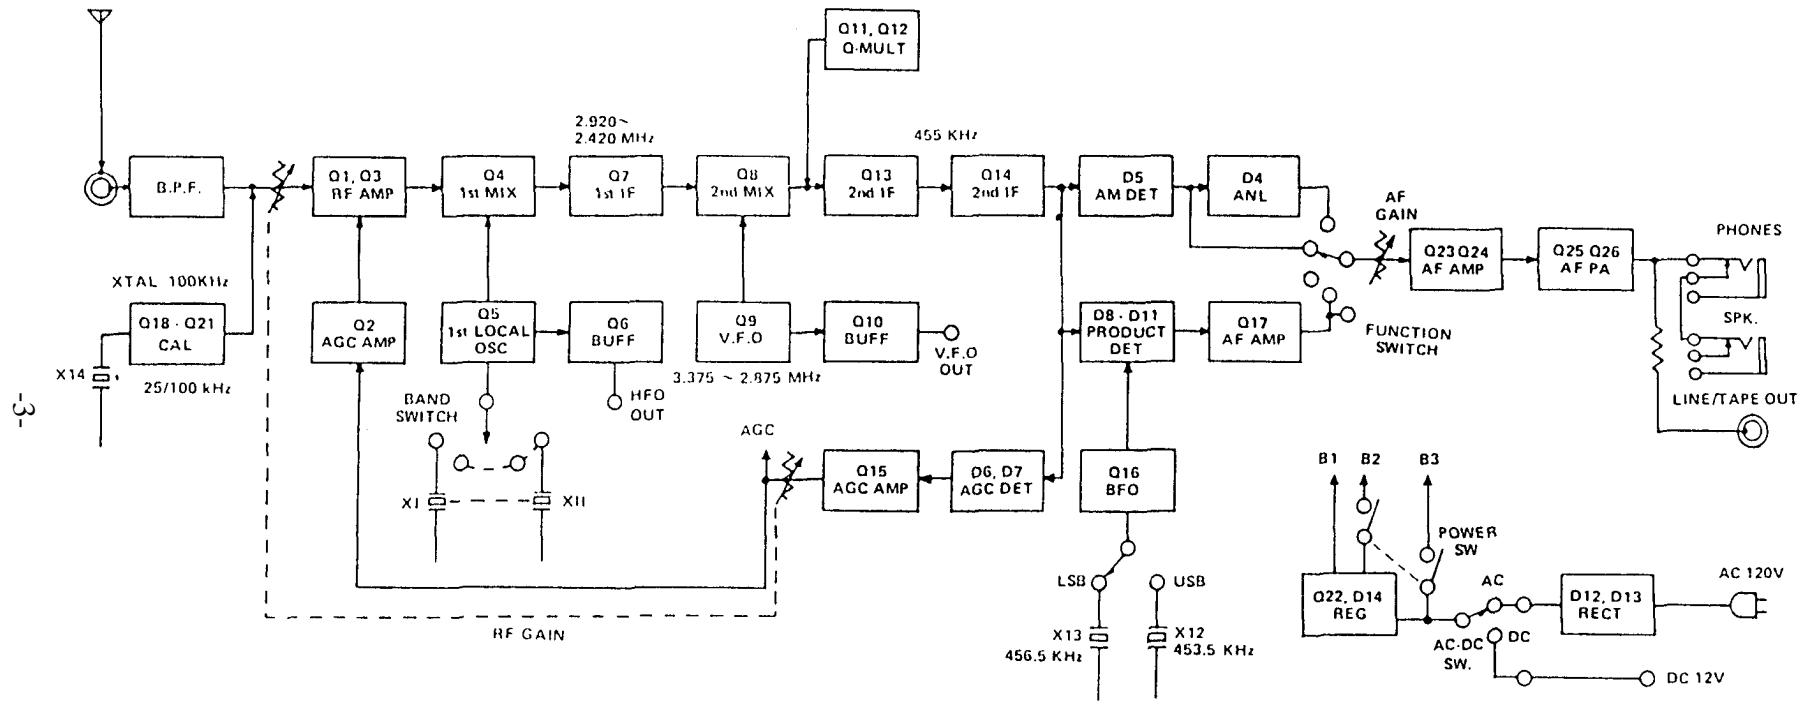 Q11, Q12
Q-MULT
2.920 ~
2.420 MHz
455 KHz
B.P.F.
Q1, Q3
RF AMP
Q4
1st MIX
Q7
1st IF
Q8
2nd MIX
Q13
2nd IF
Q14
2nd IF
D5
AM DET
D4
ANL
AF
GAIN
Q23 Q24
AF AMP
Q25 Q26
AF PA
PHONES
SPK.
LINE/TAPE OUT
XTAL 100KHz
Q18 - Q21
CAL
X14
25/100 kHz
Q2
AGC AMP
Q5
1st LOCAL
OSC
Q6
BUFF
Q9
V.F.O
Q10
BUFF
V.F.O
OUT
3.375 ~ 2.875 MHz
D8 - D11
PRODUCT
DET
Q17
AF AMP
FUNCTION
SWITCH
HFO
OUT
BAND
SWITCH
XI
XII
AGC
Q15
AGC AMP
D6, D7
AGC DET
Q16
BFO
LSB
USB
X13
456.5 KHz
X12
453.5 KHz
RF GAIN
B1
B2
B3
POWER
SW
Q22, D14
REG
AC
AC-DC
SW.
DC
D12, D13
RECT
AC 120V
DC 12V
-3-